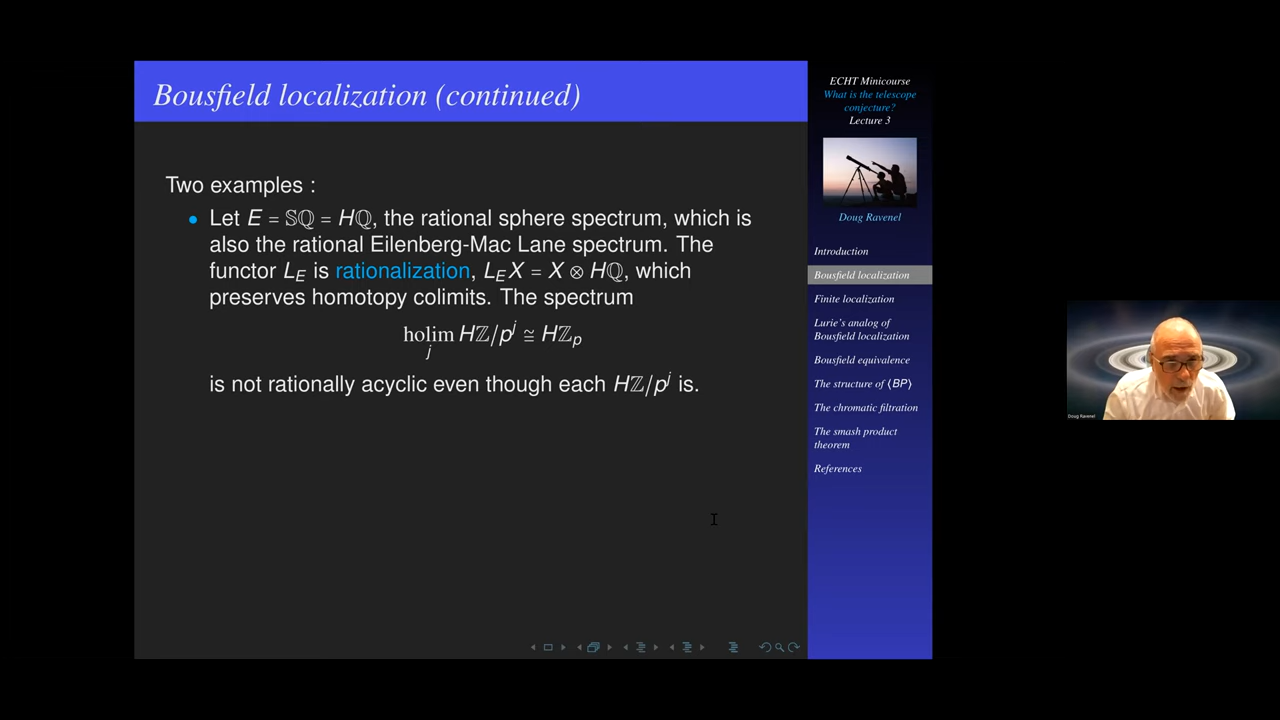 Bousfield localization (continued)
Two examples :
• Let E = 𝕊ℚ = Hℚ, the rational sphere spectrum, which is
also the rational Eilenberg-Mac Lane spectrum. The
functor L_E is rationalization, L_E X = X ⊗ Hℚ, which
preserves homotopy colimits. The spectrum
holim_j Hℤ/p^j ≅ Hℤ_p
is not rationally acyclic even though each Hℤ/p^j is.
ECHT Minicourse
What is the telescope
conjecture?
Lecture 3
Doug Ravenel
Introduction
Bousfield localization
Finite localization
Lurie's analog of
Bousfield localization
Bousfield equivalence
The structure of ⟨BP⟩
The chromatic filtration
The smash product
theorem
References
Doug Ravenel